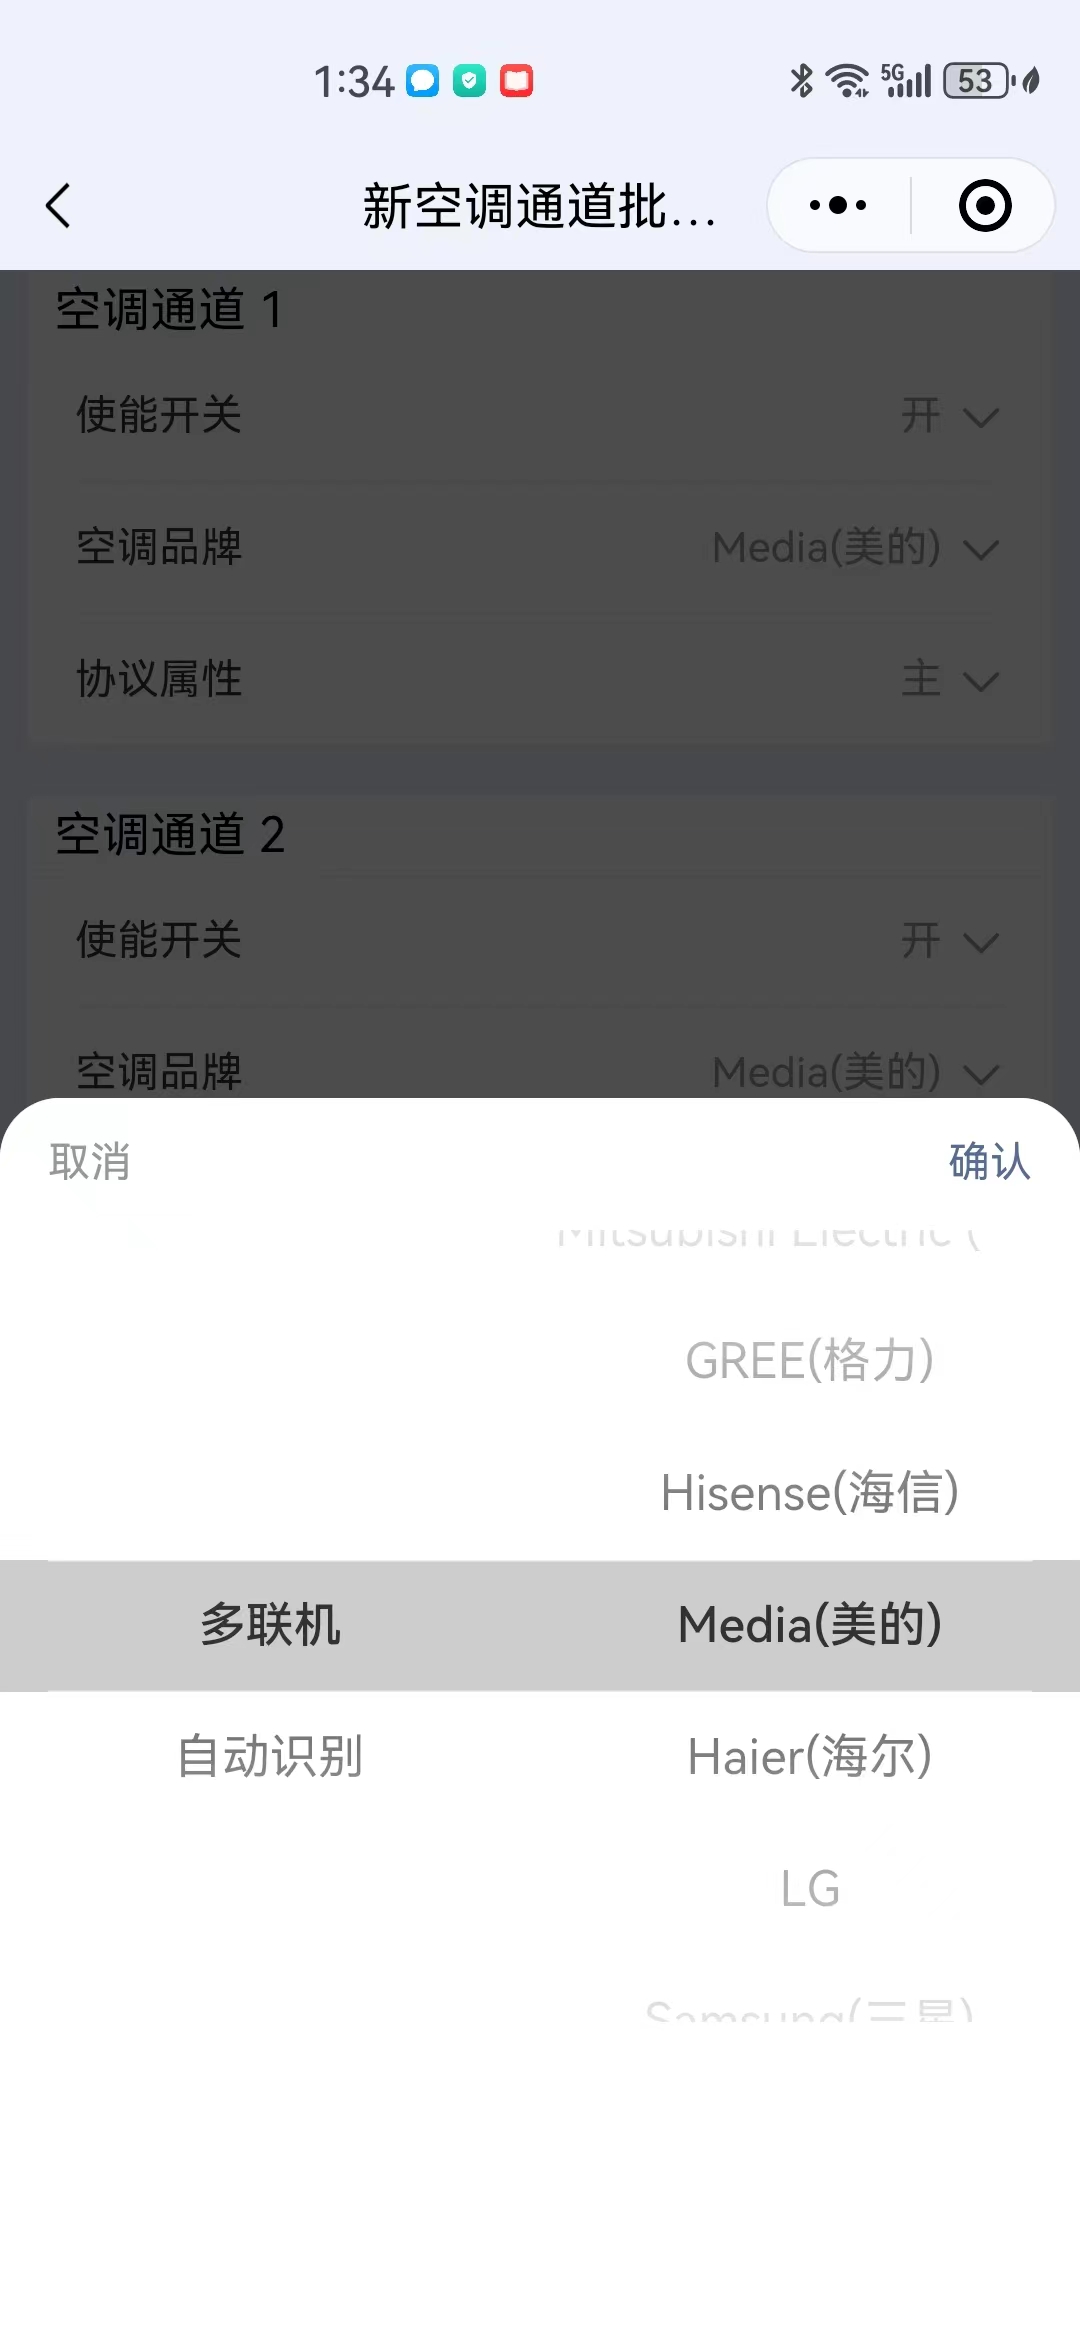 1:34
5G 53
新空调通道批...
空调通道 1
使能开关 开
空调品牌 Media(美的)
协议属性 主
空调通道 2
使能开关 开
空调品牌 Media(美的)
取消 确认
Mitsubishi Electric (
GREE(格力)
Hisense(海信)
多联机 Media(美的)
自动识别 Haier(海尔)
LG
Samsung(三星)